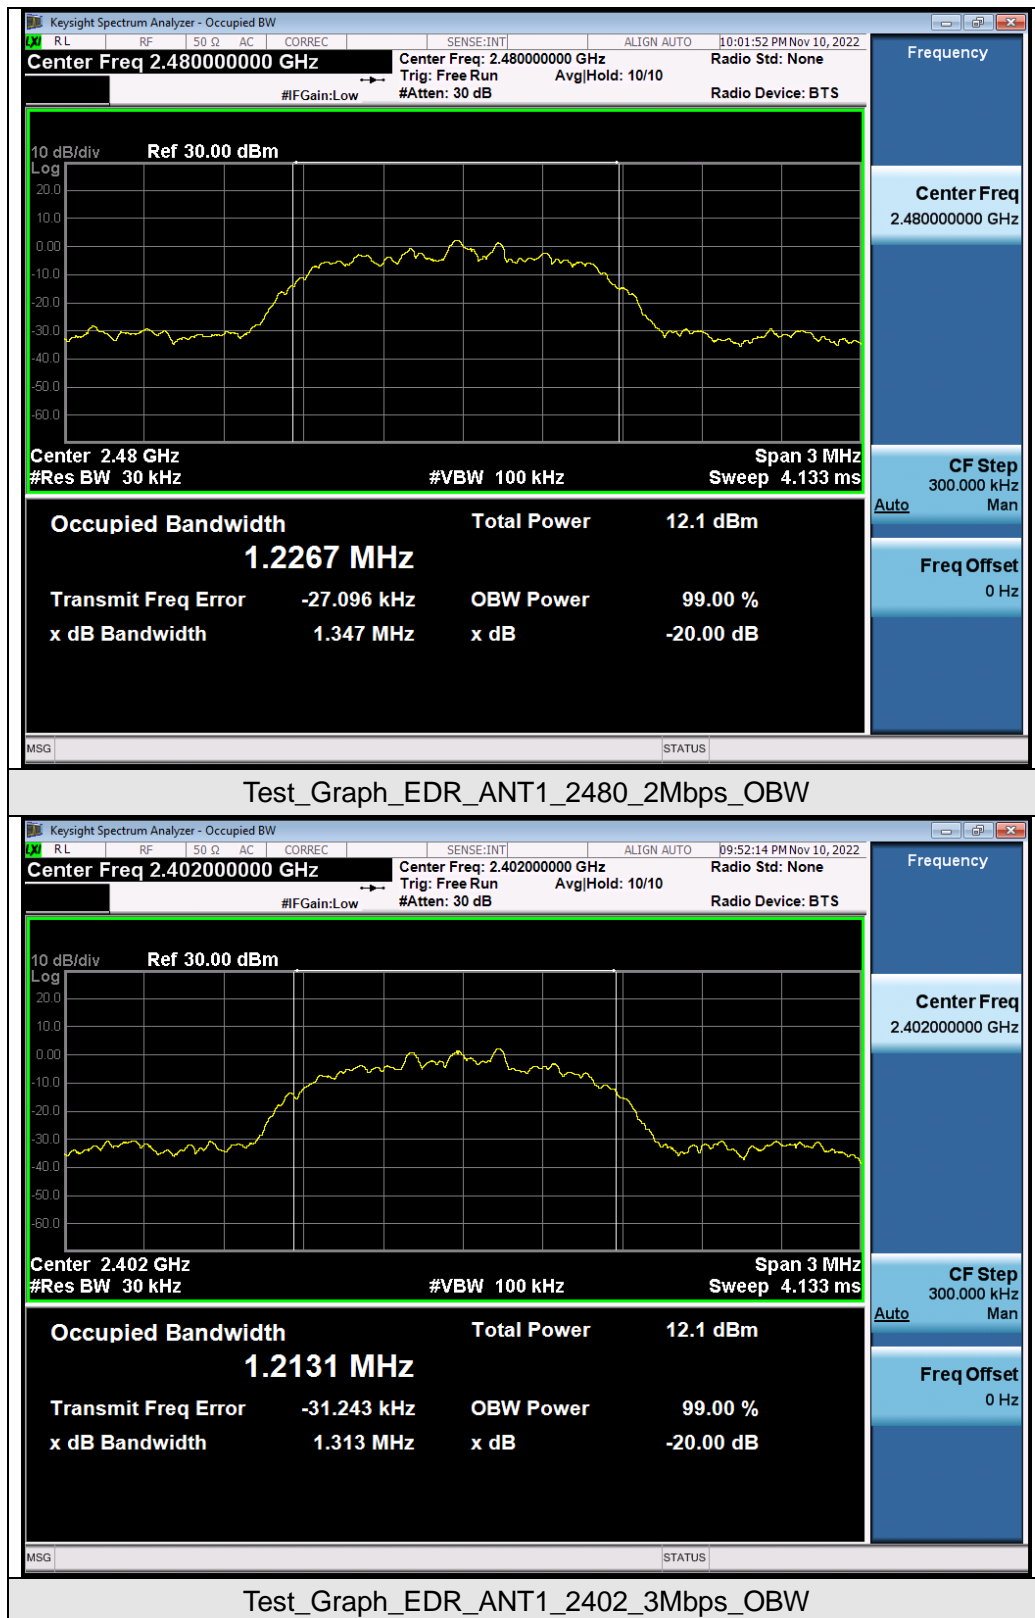 Keysight Spectrum Analyzer - Occupied BW
LXI RL RF 50 Ω AC CORREC SENSE:INT ALIGN AUTO 10:01:52 PM Nov 10, 2022
Center Freq 2.480000000 GHz
Center Freq: 2.480000000 GHz
Radio Std: None
Trig: Free Run Avg|Hold: 10/10
#IFGain:Low #Atten: 30 dB Radio Device: BTS
Frequency
10 dB/div Ref 30.00 dBm
Log
20.0
10.0
0.00
-10.0
-20.0
-30.0
-40.0
-50.0
-60.0
Center Freq
2.480000000 GHz
Center 2.48 GHz Span 3 MHz
#Res BW 30 kHz #VBW 100 kHz Sweep 4.133 ms
CF Step
300.000 kHz
Auto Man
Occupied Bandwidth Total Power 12.1 dBm
1.2267 MHz
Freq Offset
0 Hz
Transmit Freq Error -27.096 kHz OBW Power 99.00 %
x dB Bandwidth 1.347 MHz x dB -20.00 dB
MSG STATUS
Test_Graph_EDR_ANT1_2480_2Mbps_OBW
Keysight Spectrum Analyzer - Occupied BW
LXI RL RF 50 Ω AC CORREC SENSE:INT ALIGN AUTO 09:52:14 PM Nov 10, 2022
Center Freq 2.402000000 GHz
Center Freq: 2.402000000 GHz
Radio Std: None
Trig: Free Run Avg|Hold: 10/10
#IFGain:Low #Atten: 30 dB Radio Device: BTS
Frequency
10 dB/div Ref 30.00 dBm
Log
20.0
10.0
0.00
-10.0
-20.0
-30.0
-40.0
-50.0
-60.0
Center Freq
2.402000000 GHz
Center 2.402 GHz Span 3 MHz
#Res BW 30 kHz #VBW 100 kHz Sweep 4.133 ms
CF Step
300.000 kHz
Auto Man
Occupied Bandwidth Total Power 12.1 dBm
1.2131 MHz
Freq Offset
0 Hz
Transmit Freq Error -31.243 kHz OBW Power 99.00 %
x dB Bandwidth 1.313 MHz x dB -20.00 dB
MSG STATUS
Test_Graph_EDR_ANT1_2402_3Mbps_OBW